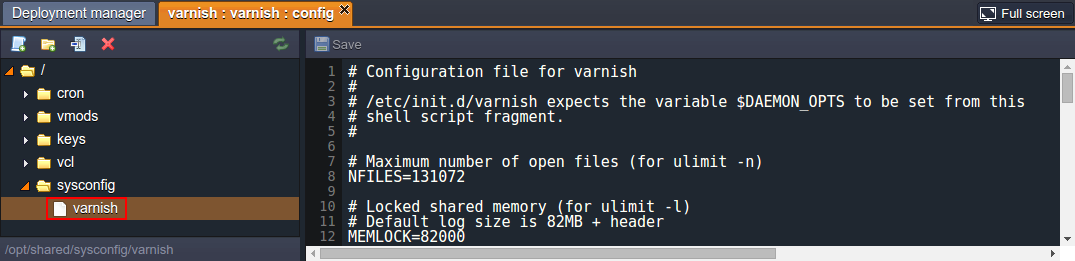 Deployment manager
varnish : varnish : config
Full screen
Save
/
cron
vmods
keys
vcl
sysconfig
varnish
/opt/shared/sysconfig/varnish
1 # Configuration file for varnish
2 #
3 # /etc/init.d/varnish expects the variable $DAEMON_OPTS to be set from this
4 # shell script fragment.
5 #
6
7 # Maximum number of open files (for ulimit -n)
8 NFILES=131072
9
10 # Locked shared memory (for ulimit -l)
11 # Default log size is 82MB + header
12 MEMLOCK=82000